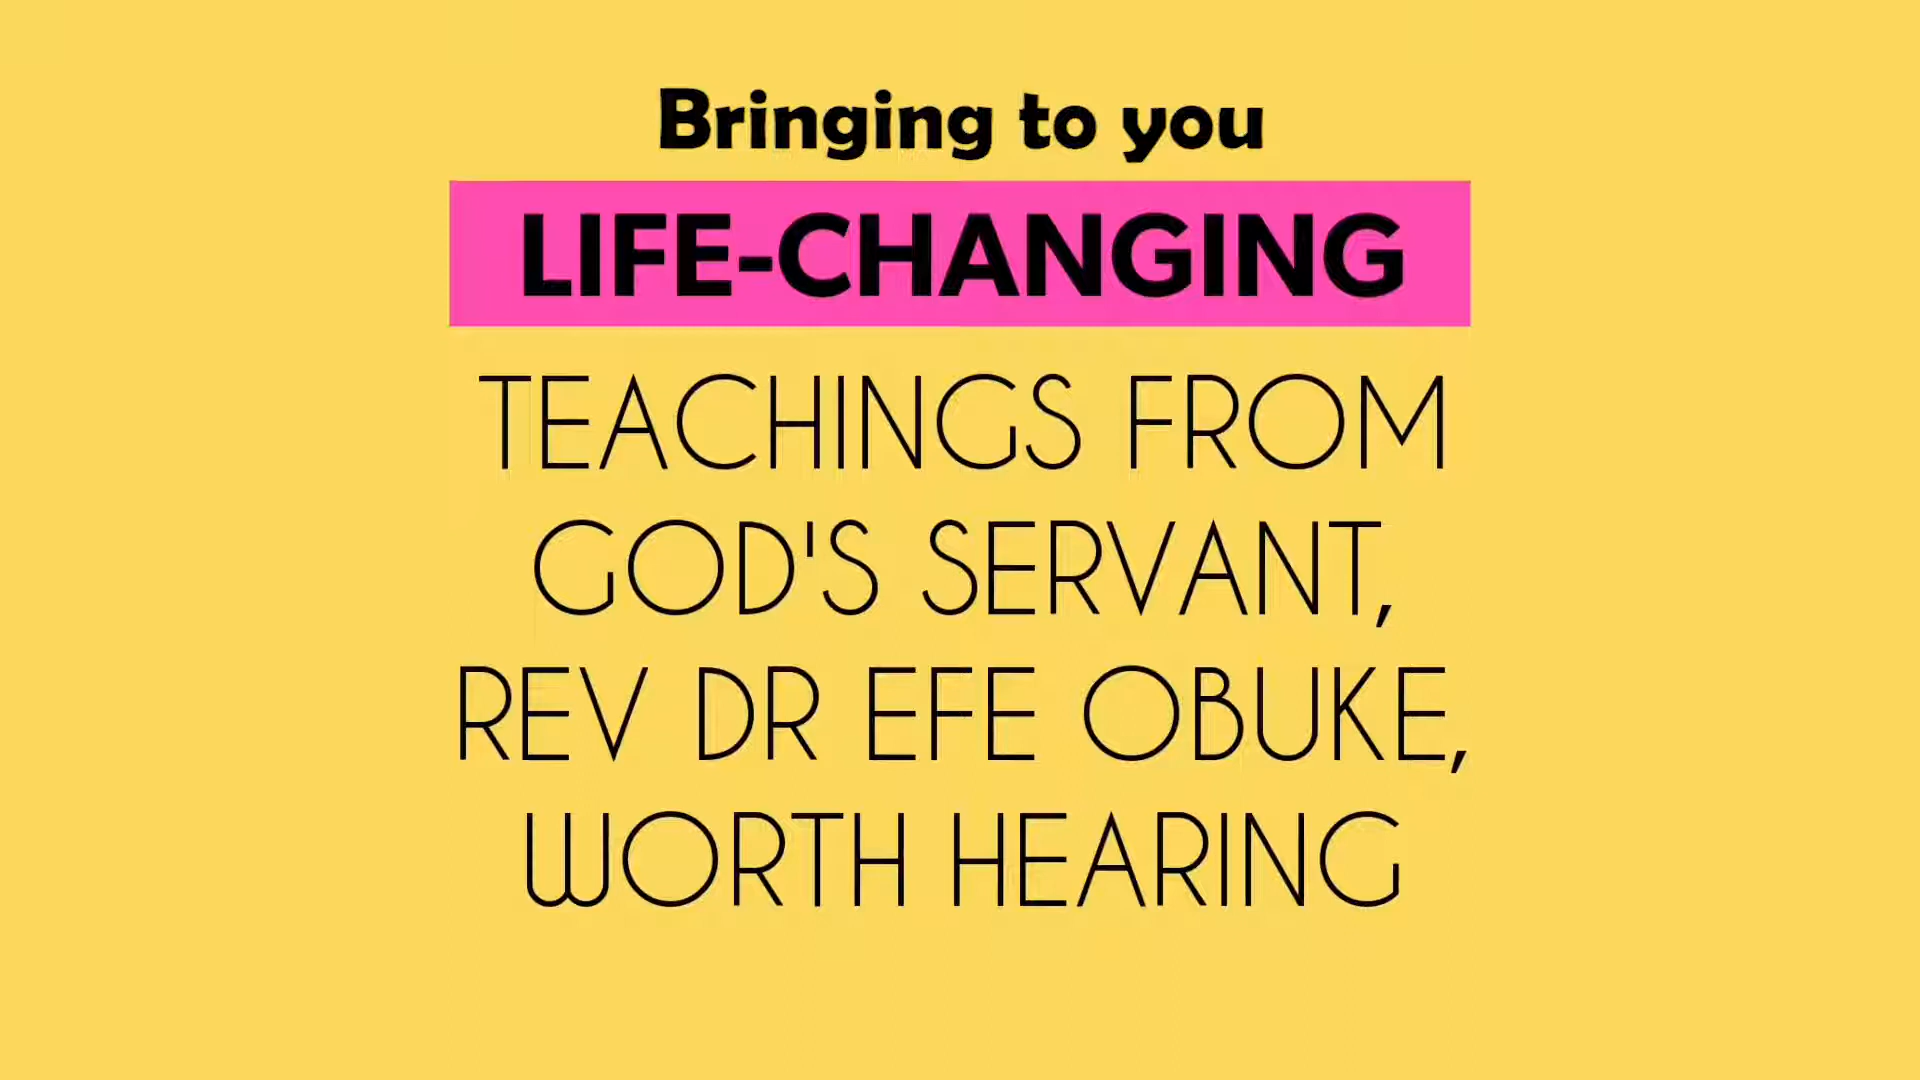 Bringing to you
LIFE-CHANGING
TEACHINGS FROM
GOD'S SERVANT,
REV DR EFE OBUKE,
WORTH HEARING